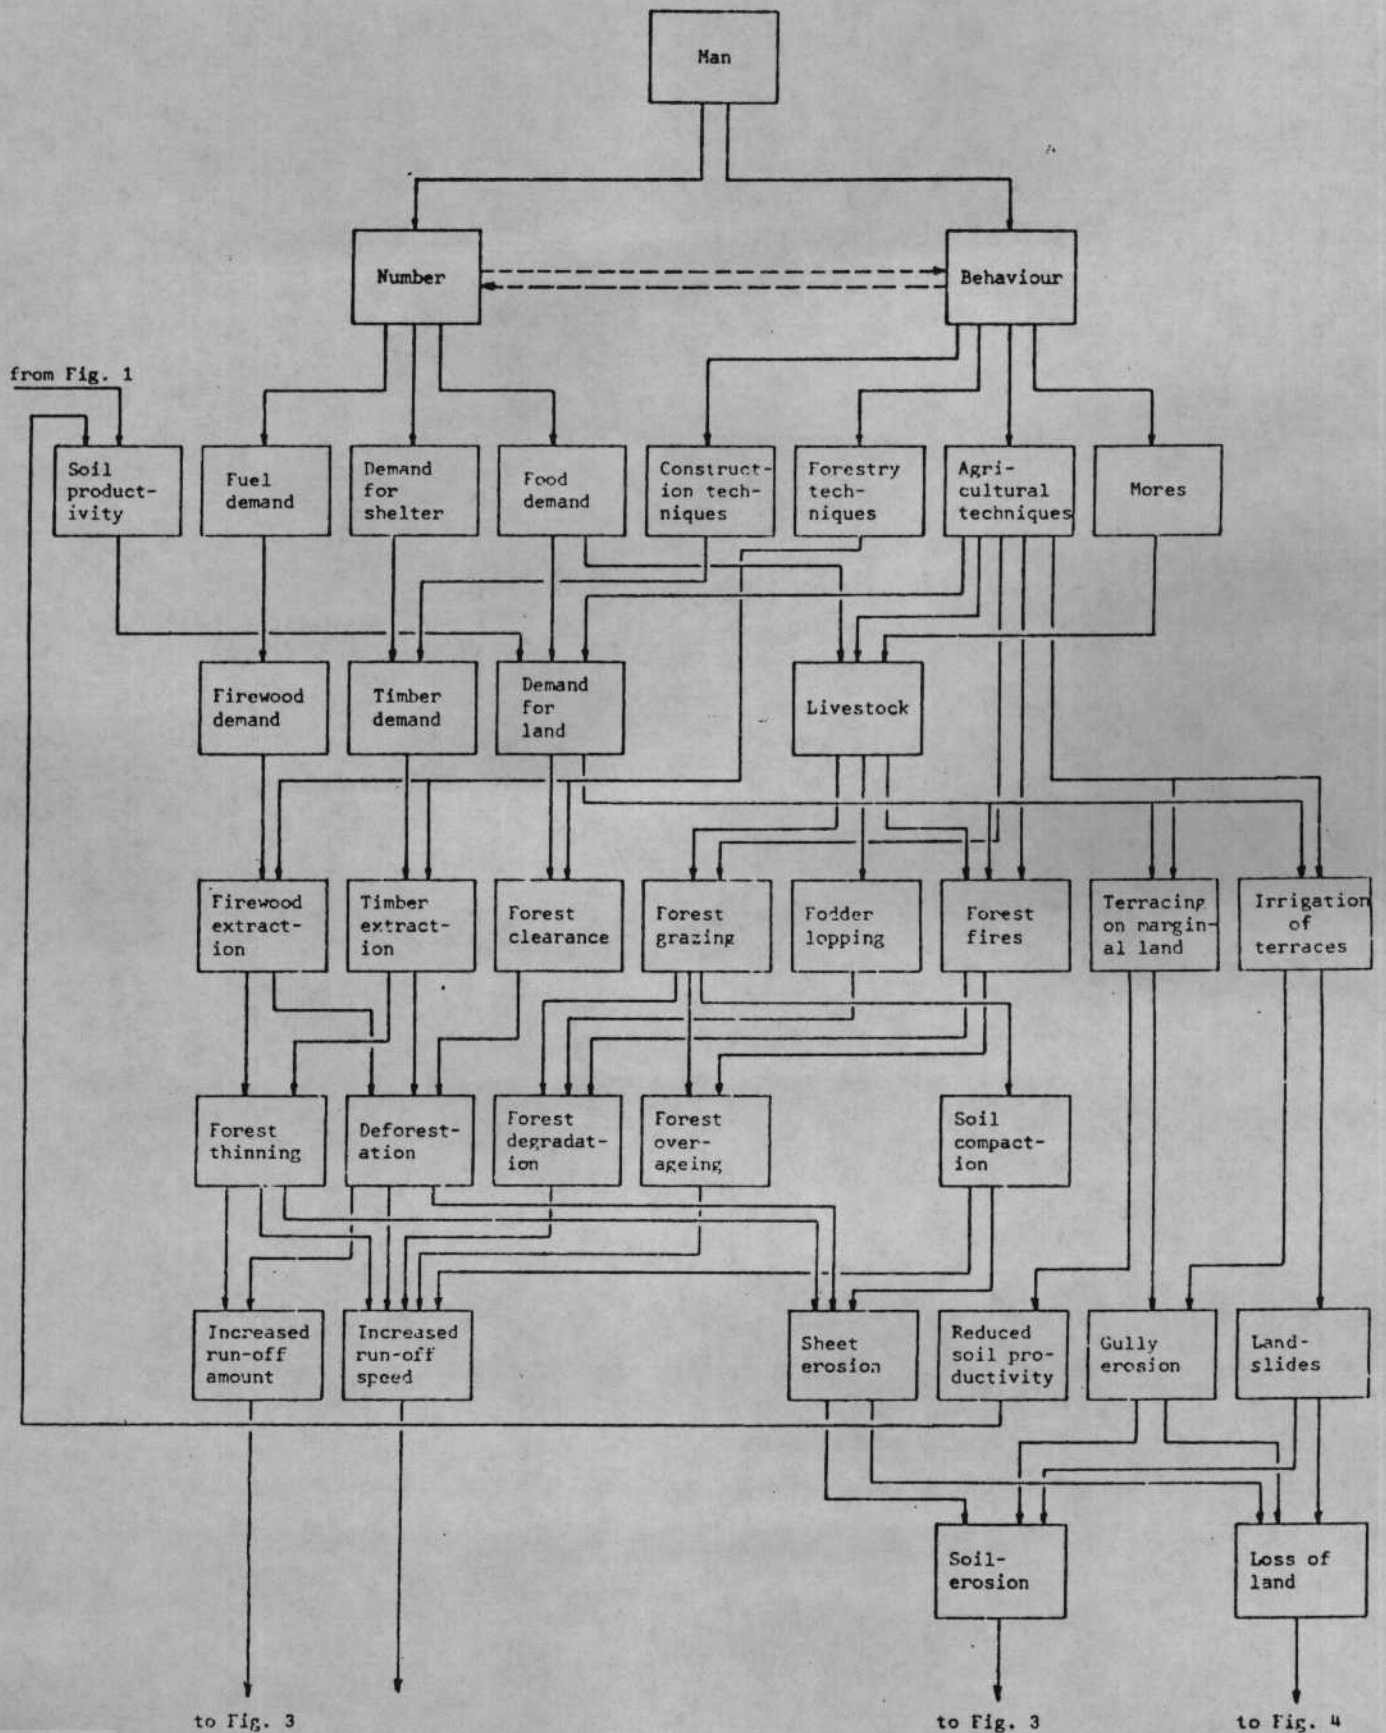 Man
Number
Behaviour
from Fig. 1
Soil
product-
ivity
Fuel
demand
Demand
for
shelter
Food
demand
Construct-
ion tech-
niques
Forestry
tech-
niques
Agri-
cultural
techniques
Mores
Firewood
demand
Timber
demand
Demand
for
land
Livestock
Firewood
extract-
ion
Timber
extract-
ion
Forest
clearance
Forest
grazing
Fodder
lopping
Forest
fires
Terracing
on margin-
al land
Irrigation
of
terraces
Forest
thinning
Deforest-
ation
Forest
degradat-
ion
Forest
over-
ageing
Soil
compact-
ion
Increased
run-off
amount
Increased
run-off
speed
Sheet
erosion
Reduced
soil pro-
ductivity
Gully
erosion
Land-
slides
Soil-
erosion
Loss of
land
to Fig. 3
to Fig. 3
to Fig. 4